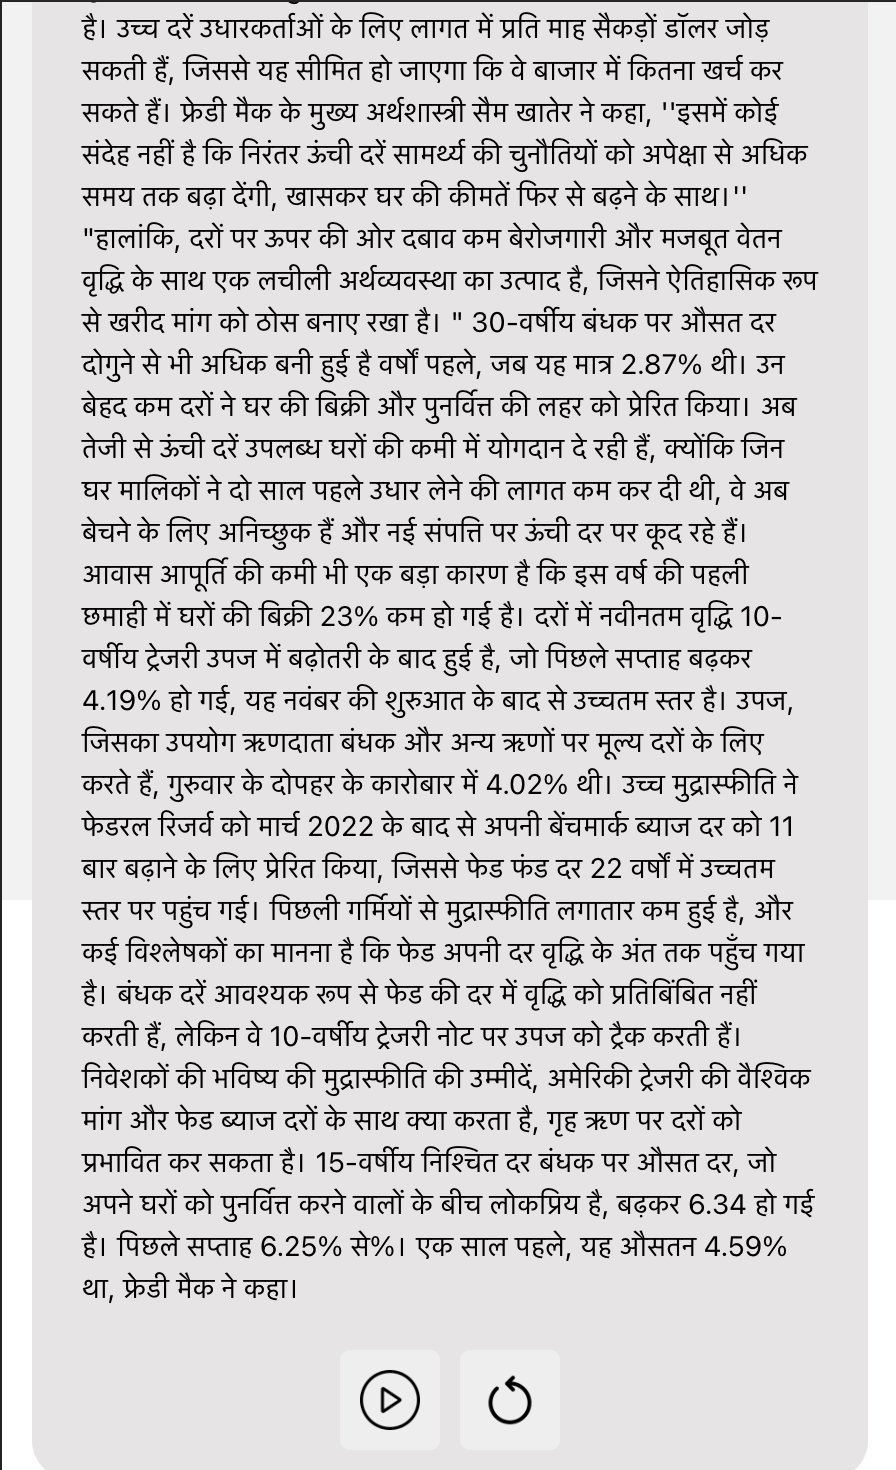 है। उच्च दरें उधारकर्ताओं के लिए लागत में प्रति माह सैकड़ों डॉलर जोड़
सकती हैं, जिससे यह सीमित हो जाएगा कि वे बाजार में कितना खर्च कर
सकते हैं। फ्रेडी मैक के मुख्य अर्थशास्त्री सैम खातेर ने कहा, ''इसमें कोई
संदेह नहीं है कि निरंतर ऊंची दरें सामर्थ्य की चुनौतियों को अपेक्षा से अधिक
समय तक बढ़ा देंगी, खासकर घर की कीमतें फिर से बढ़ने के साथ।''
"हालांकि, दरों पर ऊपर की ओर दबाव कम बेरोजगारी और मजबूत वेतन
वृद्धि के साथ एक लचीली अर्थव्यवस्था का उत्पाद है, जिसने ऐतिहासिक रूप
से खरीद मांग को ठोस बनाए रखा है। " 30-वर्षीय बंधक पर औसत दर
दोगुने से भी अधिक बनी हुई है वर्षों पहले, जब यह मात्र 2.87% थी। उन
बेहद कम दरों ने घर की बिक्री और पुनर्वित्त की लहर को प्रेरित किया। अब
तेजी से ऊंची दरें उपलब्ध घरों की कमी में योगदान दे रही हैं, क्योंकि जिन
घर मालिकों ने दो साल पहले उधार लेने की लागत कम कर दी थी, वे अब
बेचने के लिए अनिच्छुक हैं और नई संपत्ति पर ऊंची दर पर कूद रहे हैं।
आवास आपूर्ति की कमी भी एक बड़ा कारण है कि इस वर्ष की पहली
छमाही में घरों की बिक्री 23% कम हो गई है। दरों में नवीनतम वृद्धि 10-
वर्षीय ट्रेजरी उपज में बढ़ोतरी के बाद हुई है, जो पिछले सप्ताह बढ़कर
4.19% हो गई, यह नवंबर की शुरुआत के बाद से उच्चतम स्तर है। उपज,
जिसका उपयोग ऋणदाता बंधक और अन्य ऋणों पर मूल्य दरों के लिए
करते हैं, गुरुवार के दोपहर के कारोबार में 4.02% थी। उच्च मुद्रास्फीति ने
फेडरल रिजर्व को मार्च 2022 के बाद से अपनी बेंचमार्क ब्याज दर को 11
बार बढ़ाने के लिए प्रेरित किया, जिससे फेड फंड दर 22 वर्षों में उच्चतम
स्तर पर पहुंच गई। पिछली गर्मियों से मुद्रास्फीति लगातार कम हुई है, और
कई विश्लेषकों का मानना है कि फेड अपनी दर वृद्धि के अंत तक पहुँच गया
है। बंधक दरें आवश्यक रूप से फेड की दर में वृद्धि को प्रतिबिंबित नहीं
करती हैं, लेकिन वे 10-वर्षीय ट्रेजरी नोट पर उपज को ट्रैक करती हैं।
निवेशकों की भविष्य की मुद्रास्फीति की उम्मीदें, अमेरिकी ट्रेजरी की वैश्विक
मांग और फेड ब्याज दरों के साथ क्या करता है, गृह ऋण पर दरों को
प्रभावित कर सकता है। 15-वर्षीय निश्चित दर बंधक पर औसत दर, जो
अपने घरों को पुनर्वित्त करने वालों के बीच लोकप्रिय है, बढ़कर 6.34 हो गई
है। पिछले सप्ताह 6.25% से%। एक साल पहले, यह औसतन 4.59%
था, फ्रेडी मैक ने कहा।